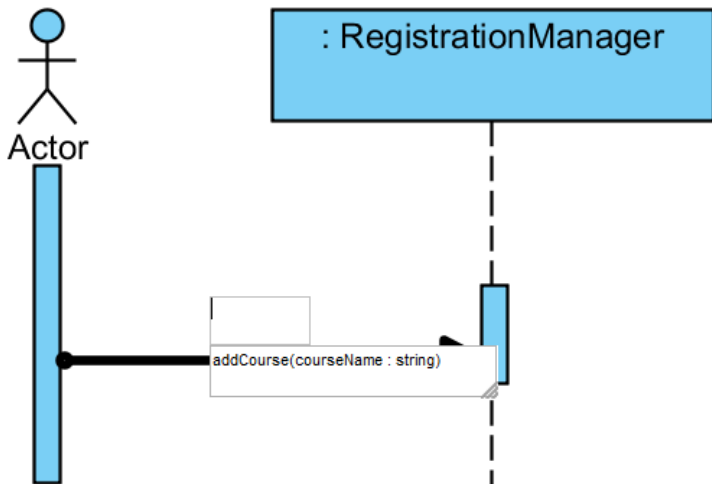 : RegistrationManager
Actor
addCourse(courseName : string)